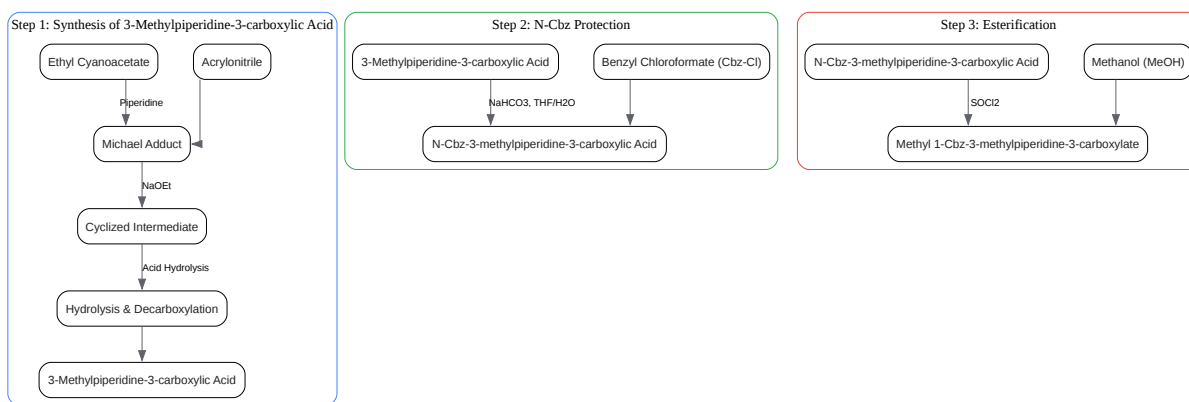 Step 1: Synthesis of 3-Methylpiperidine-3-carboxylic Acid
Ethyl Cyanoacetate
Acrylonitrile
Piperidine
Michael Adduct
NaOEt
Cyclized Intermediate
Acid Hydrolysis
Hydrolysis & Decarboxylation
3-Methylpiperidine-3-carboxylic Acid
Step 2: N-Cbz Protection
3-Methylpiperidine-3-carboxylic Acid
Benzyl Chloroformate (Cbz-Cl)
NaHCO3, THF/H2O
N-Cbz-3-methylpiperidine-3-carboxylic Acid
Step 3: Esterification
N-Cbz-3-methylpiperidine-3-carboxylic Acid
Methanol (MeOH)
SOCl2
Methyl 1-Cbz-3-methylpiperidine-3-carboxylate